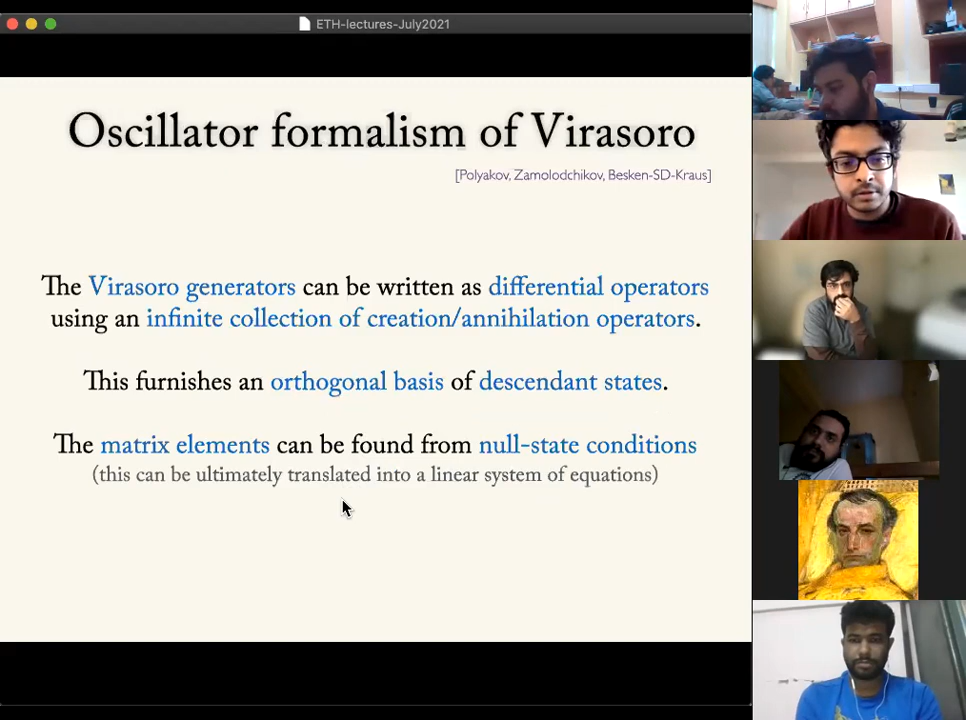 ETH-lectures-July2021
Oscillator formalism of Virasoro
[Polyakov, Zamolodchikov, Besken-SD-Kraus]
The Virasoro generators can be written as differential operators
using an infinite collection of creation/annihilation operators.
This furnishes an orthogonal basis of descendant states.
The matrix elements can be found from null-state conditions
(this can be ultimately translated into a linear system of equations)